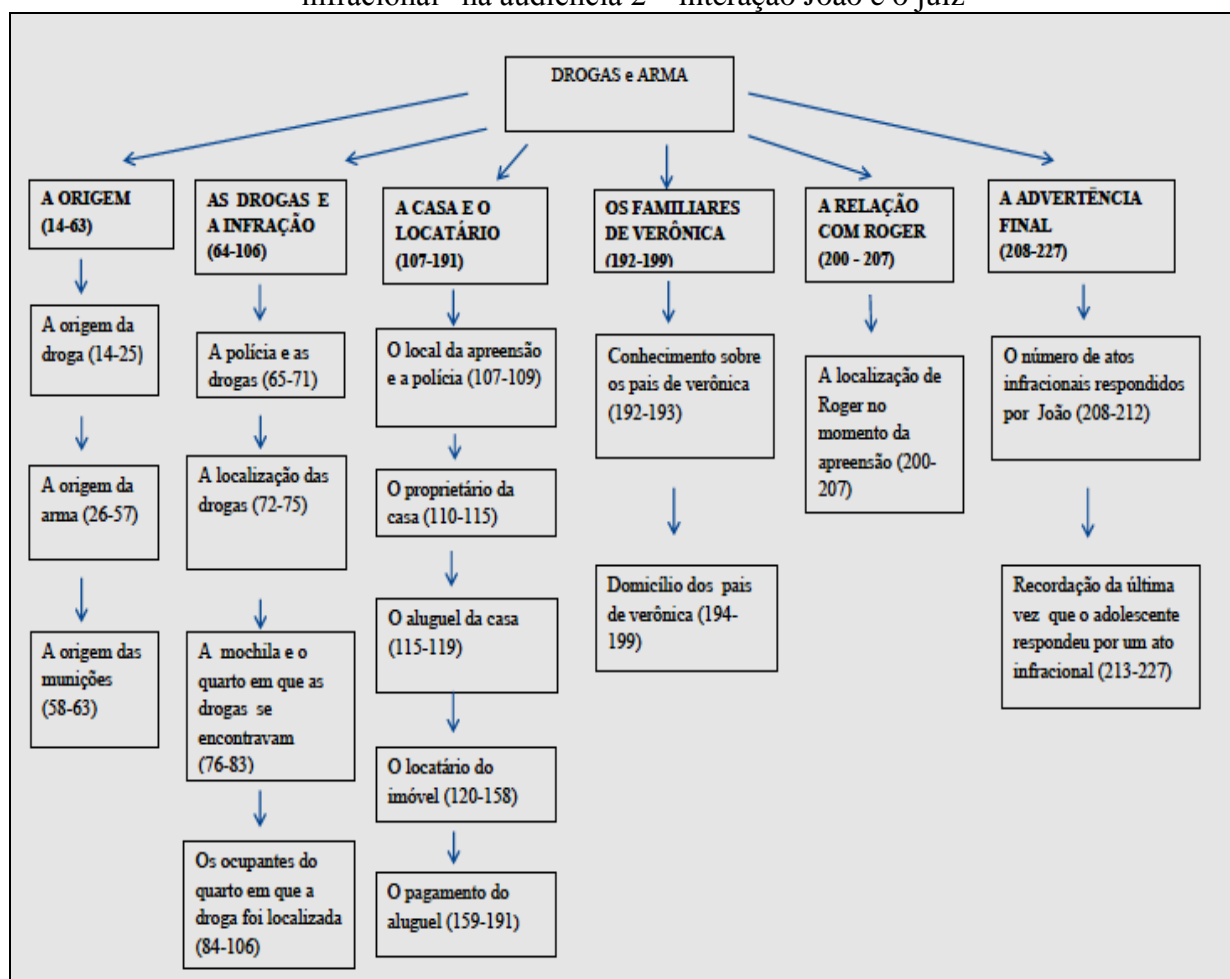 infracional" na audiência 2 – interação João e o juiz
DROGAS e ARMA
A ORIGEM
(14-63)
A origem da
droga (14-25)
A origem da
arma (26-57)
A origem das
munições
(58-63)
AS DROGAS E
A INFRAÇÃO
(64-106)
A polícia e as
drogas (65-71)
A localização das
drogas (72-75)
A mochila e o
quarto em que as
drogas se
encontravam
(76-83)
Os ocupantes do
quarto em que a
droga foi localizada
(84-106)
A CASA E O
LOCATÁRIO
(107-191)
O local da apreensão
e a polícia (107-109)
O proprietário da
casa (110-115)
O aluguel da casa
(115-119)
O locatário do
imóvel (120-158)
O pagamento do
aluguel (159-191)
OS FAMILIARES
DE VERÔNICA
(192-199)
Conhecimento sobre
os pais de verônica
(192-193)
Domicílio dos pais
de verônica (194-
199)
A RELAÇÃO
COM ROGER
(200 - 207)
A localização de
Roger no
momento da
apreensão (200-
207)
A ADVERTÊNCIA
FINAL
(208-227)
O número de atos
infracionais respondidos
por João (208-212)
Recordação da última
vez que o adolescente
respondeu por um ato
infracional (213-227)